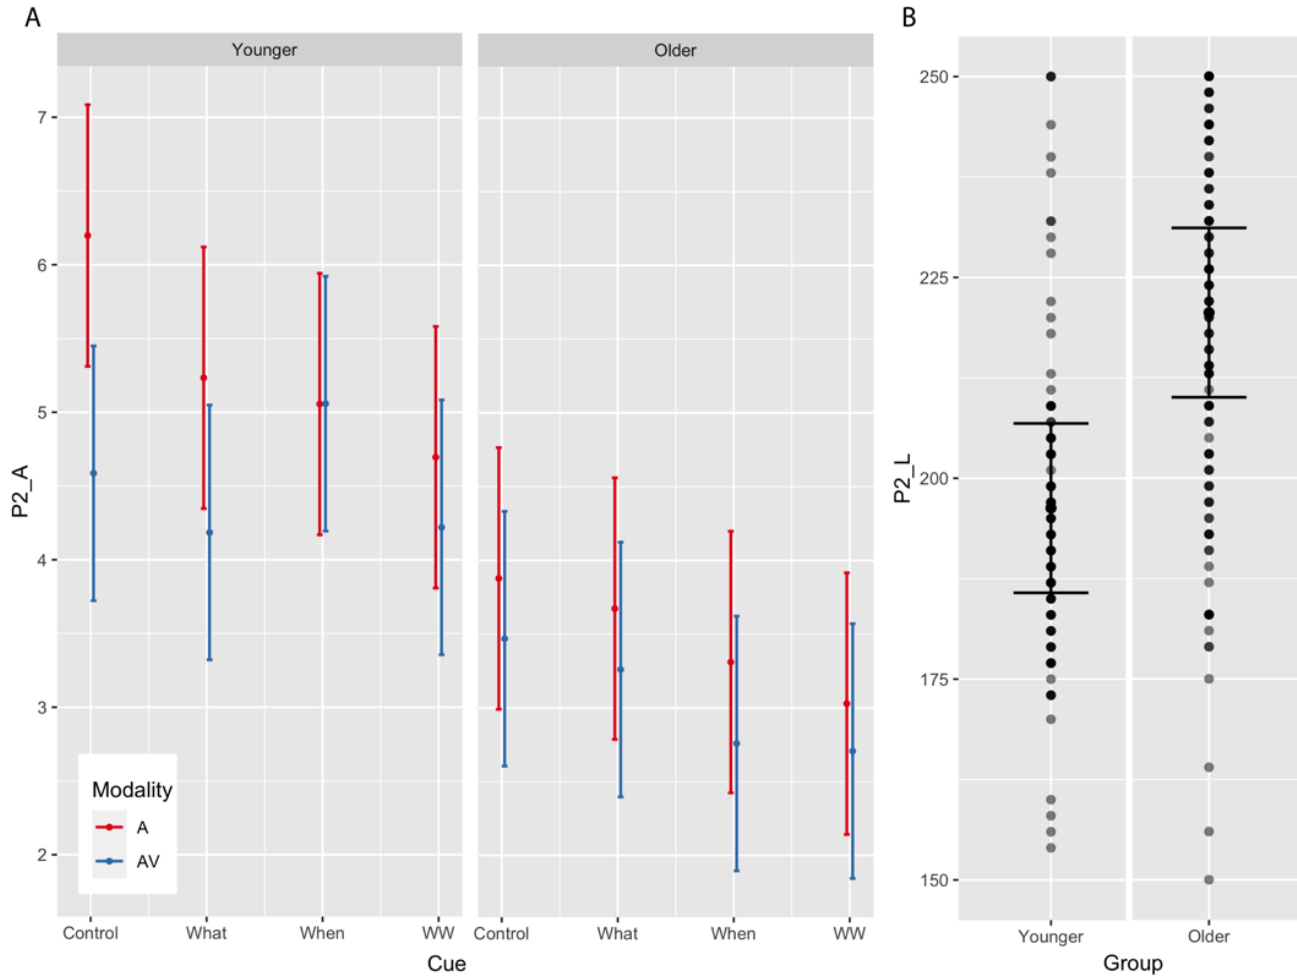 A
Younger
Older
P2_A
7
6
5
4
3
2
Modality
A
AV
Control
What
When
WW
Control
What
When
WW
Cue
B
P2_L
250
225
200
175
150
Younger
Older
Group